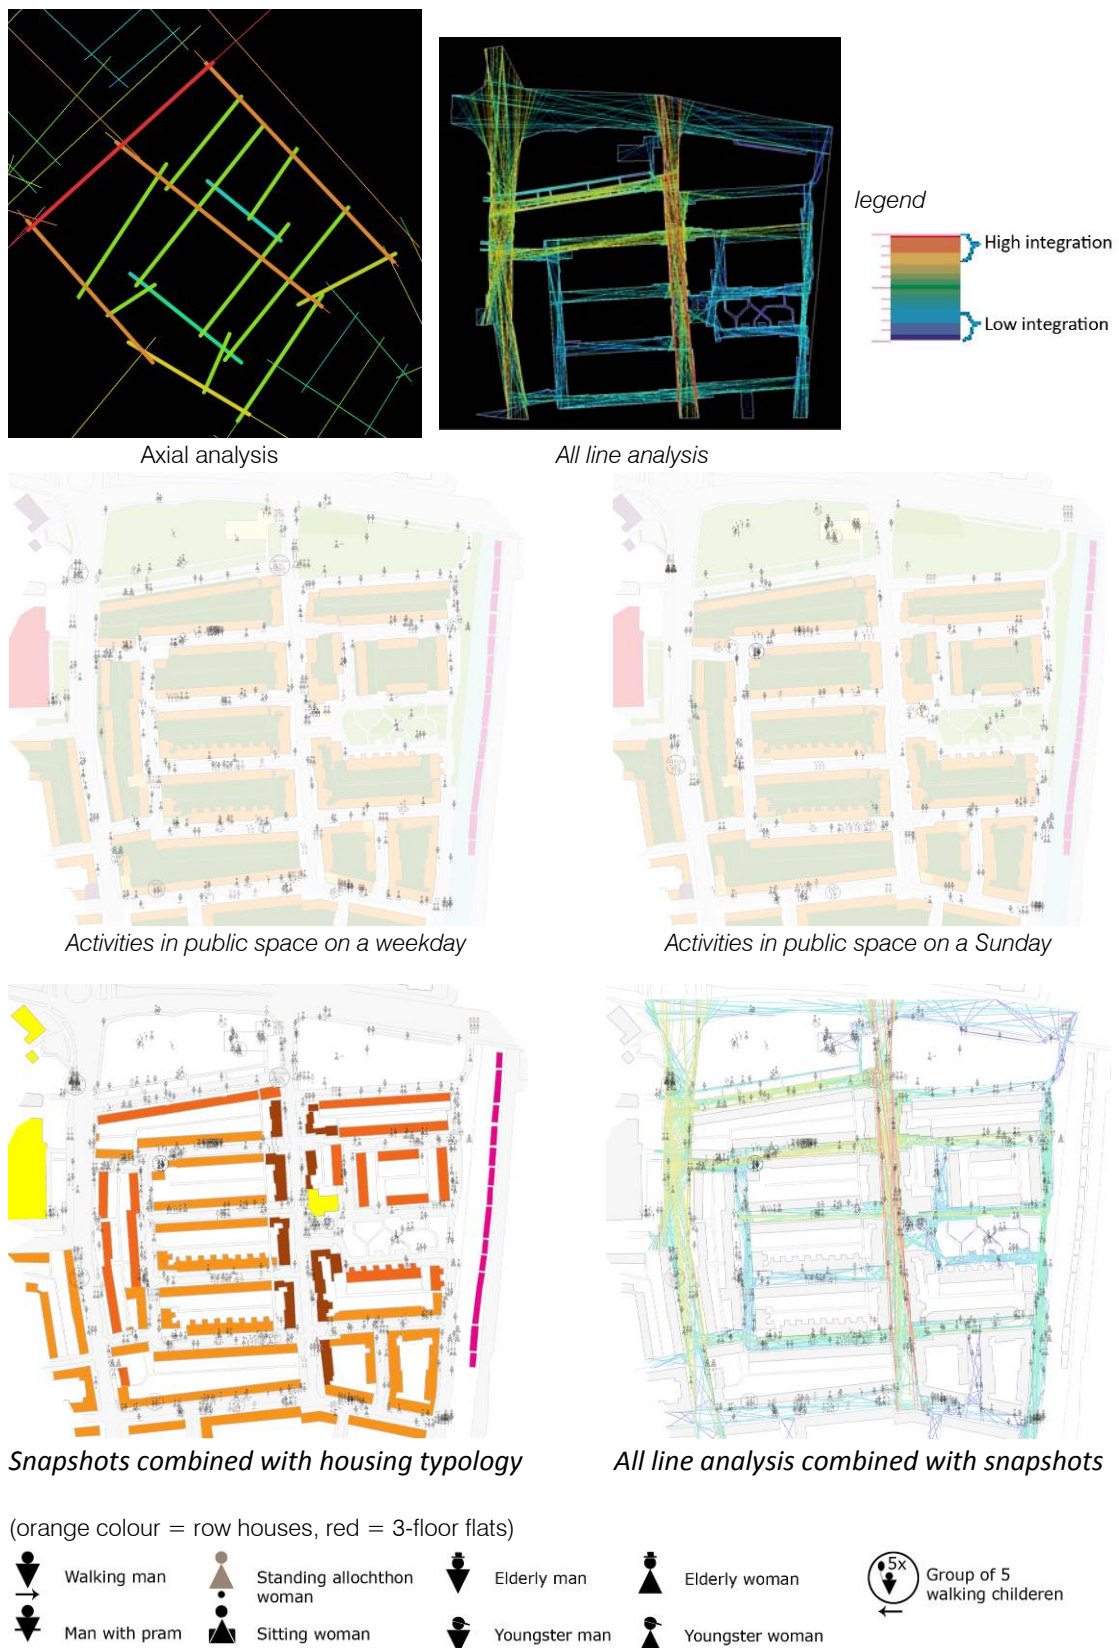 legend
High integration
Low integration
Axial analysis
All line analysis
Activities in public space on a weekday
Activities in public space on a Sunday
Snapshots combined with housing typology
All line analysis combined with snapshots
(orange colour = row houses, red = 3-floor flats)
Walking man
Standing allochthon
woman
Elderly man
Elderly woman
5x
Group of 5
walking childeren
Man with pram
Sitting woman
Youngster man
Youngster woman